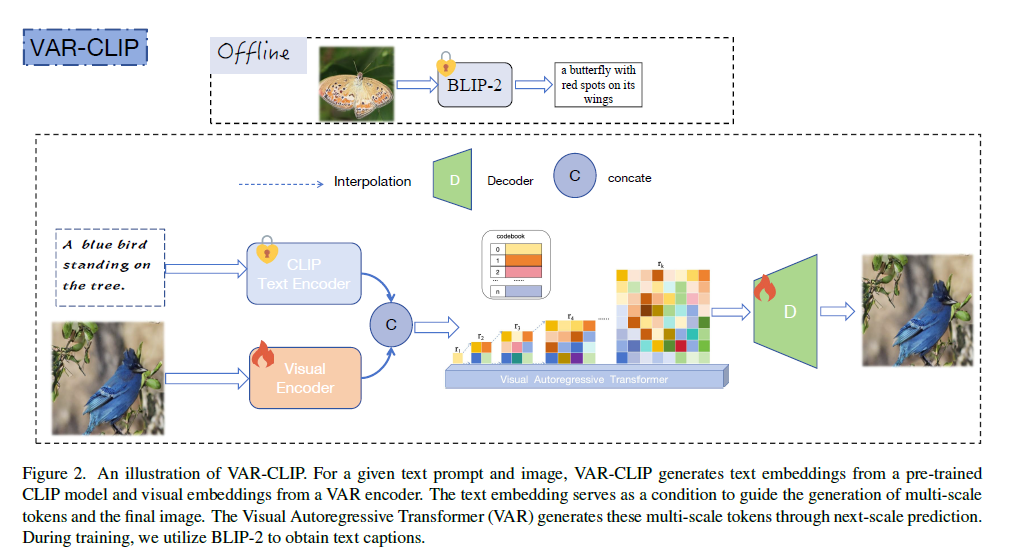 VAR-CLIP
Offline
BLIP-2
a butterfly with
red spots on its
wings
Interpolation
D
Decoder
C
concate
A blue bird
standing on
the tree.
CLIP
Text Encoder
Visual
Encoder
C
codebook
0
1
2
...
......
n
r1
r2
r3
r4
......
rk
Visual Autoregressive Transformer
D
Figure 2. An illustration of VAR-CLIP. For a given text prompt and image, VAR-CLIP generates text embeddings from a pre-trained
CLIP model and visual embeddings from a VAR encoder. The text embedding serves as a condition to guide the generation of multi-scale
tokens and the final image. The Visual Autoregressive Transformer (VAR) generates these multi-scale tokens through next-scale prediction.
During training, we utilize BLIP-2 to obtain text captions.